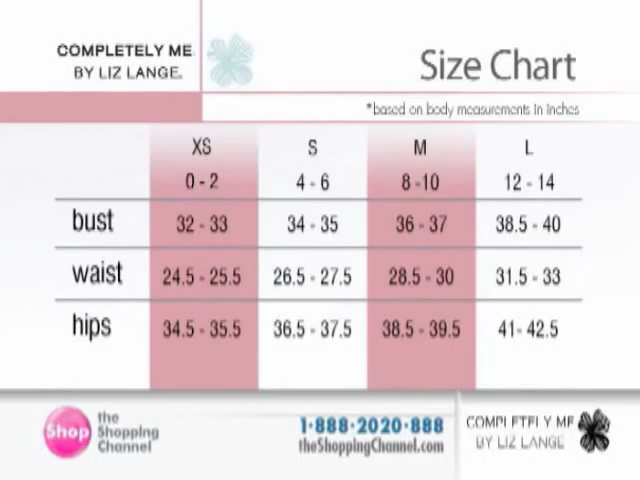 COMPLETELY ME
BY LIZ LANGE.
Size Chart
*based on body measurements in inches
XS S M L
0 - 2 4 - 6 8 -10 12 - 14
bust 32 - 33 34 - 35 36 - 37 38.5 - 40
waist 24.5 - 25.5 26.5 - 27.5 28.5 - 30 31.5 - 33
hips 34.5 - 35.5 36.5 - 37.5 38.5 - 39.5 41- 42.5
Shop
the
Shopping
Channel
1·888·2020·888
theShoppingChannel.com
COMPLETELY ME
BY LIZ LANGE